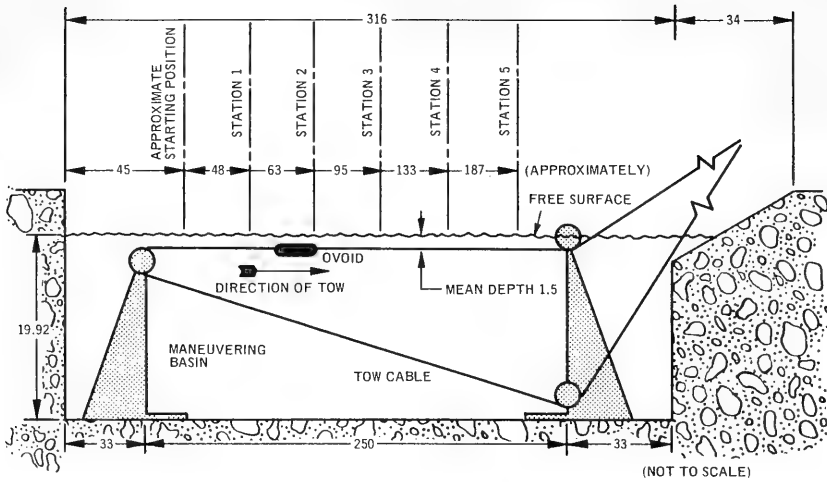 316
34
APPROXIMATE
STARTING POSITION
STATION 1
STATION 2
STATION 3
STATION 4
STATION 5
45
48
63
95
133
187
(APPROXIMATELY)
FREE SURFACE
OVOID
DIRECTION OF TOW
MEAN DEPTH 1.5
19.92
MANEUVERING
BASIN
TOW CABLE
33
250
33
(NOT TO SCALE)